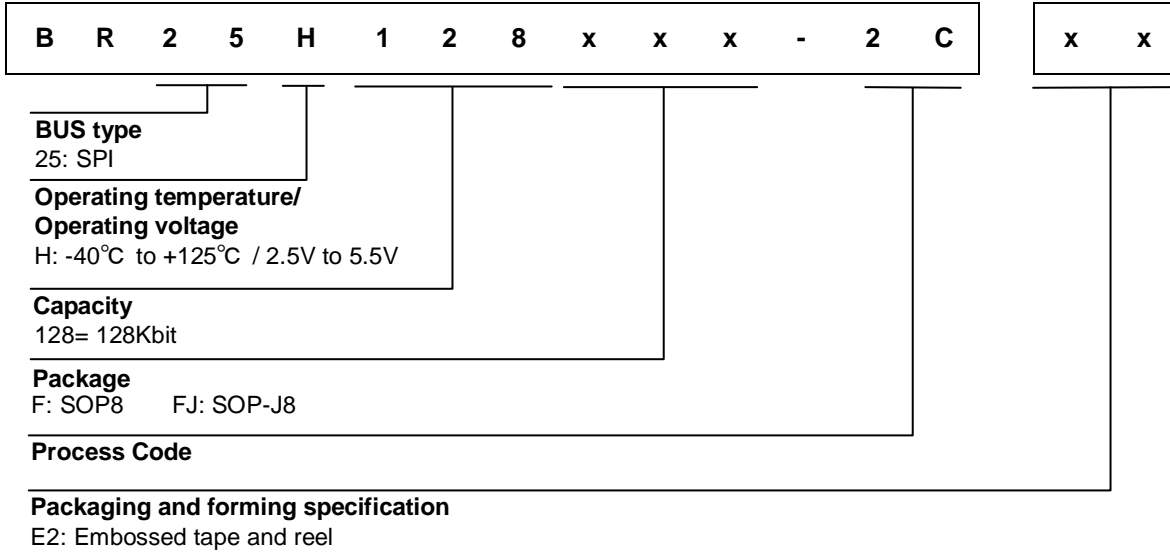 B R 2 5 H 1 2 8 x x x - 2 C x x
BUS type
25: SPI
Operating temperature/
Operating voltage
H: -40℃ to +125℃ / 2.5V to 5.5V
Capacity
128= 128Kbit
Package
F: SOP8 FJ: SOP-J8
Process Code
Packaging and forming specification
E2: Embossed tape and reel